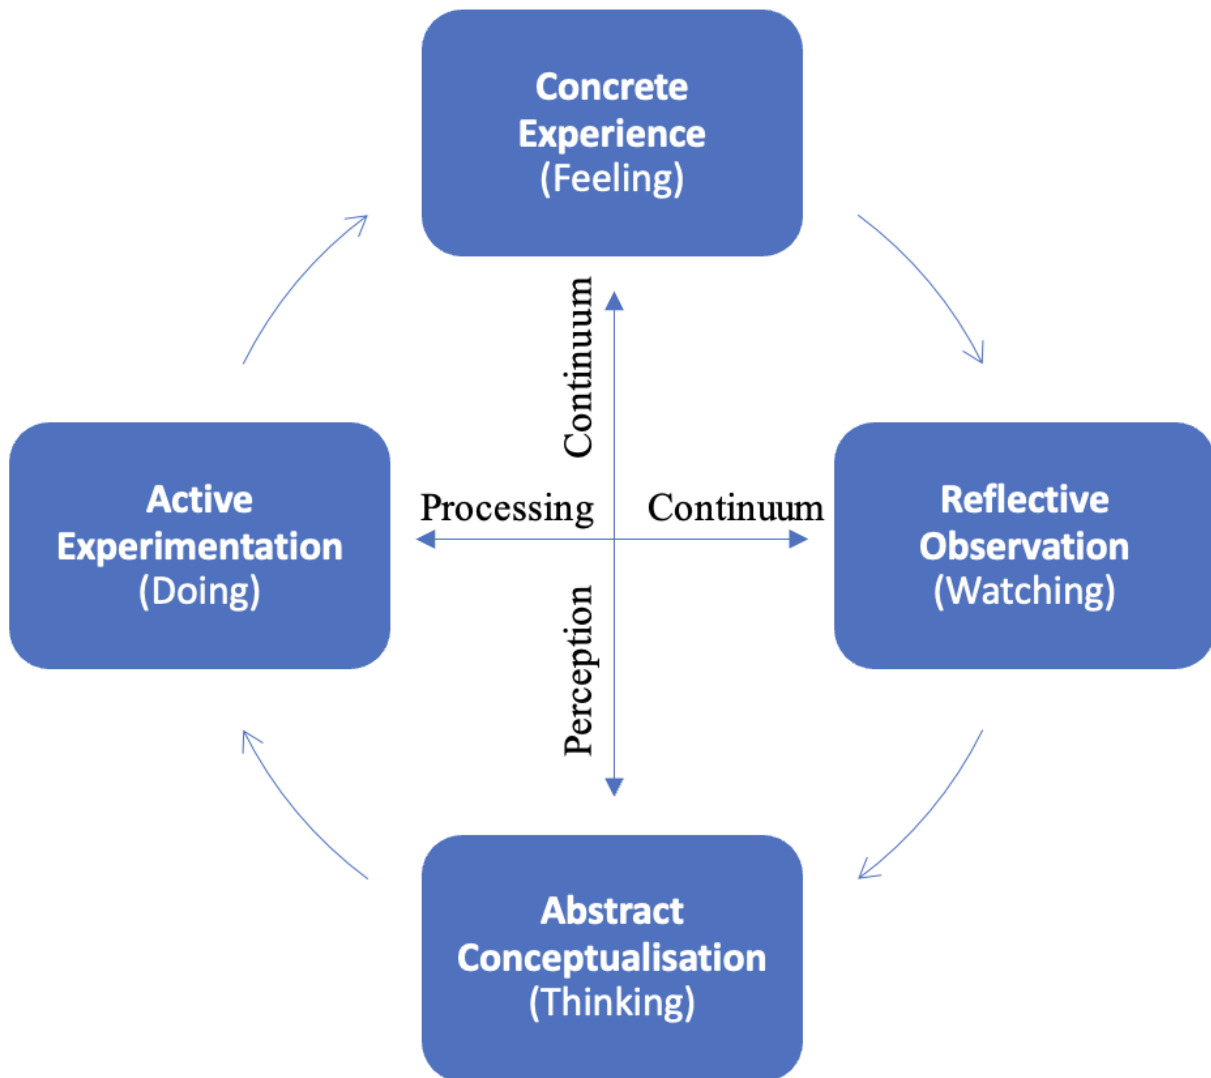 Concrete
Experience
(Feeling)
Continuum
Processing
Continuum
Active
Experimentation
(Doing)
Reflective
Observation
(Watching)
Perception
Abstract
Conceptualisation
(Thinking)